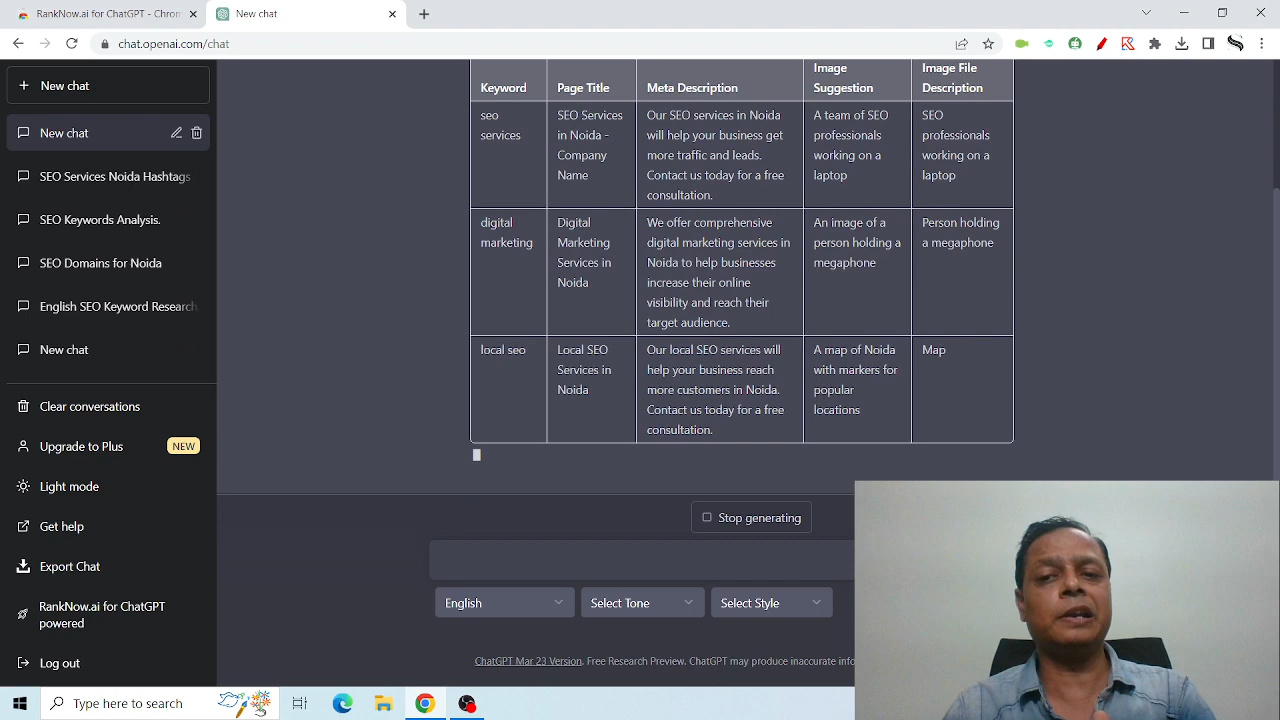 RankNow.ai for ChatGPT - Chrom
New chat
chat.openai.com/chat
New chat
New chat
SEO Services Noida Hashtags
SEO Keywords Analysis.
SEO Domains for Noida
English SEO Keyword Research
New chat
Clear conversations
Upgrade to Plus NEW
Light mode
Get help
Export Chat
RankNow.ai for ChatGPT
powered
Log out
Keyword
Page Title
Meta Description
Image
Suggestion
Image File
Description
seo
services
SEO Services
in Noida -
Company
Name
Our SEO services in Noida
will help your business get
more traffic and leads.
Contact us today for a free
consultation.
A team of SEO
professionals
working on a
laptop
SEO
professionals
working on a
laptop
digital
marketing
Digital
Marketing
Services in
Noida
We offer comprehensive
digital marketing services in
Noida to help businesses
increase their online
visibility and reach their
target audience.
An image of a
person holding a
megaphone
Person holding
a megaphone
local seo
Local SEO
Services in
Noida
Our local SEO services will
help your business reach
more customers in Noida.
Contact us today for a free
consultation.
A map of Noida
with markers for
popular
locations
Map
Stop generating
English
Select Tone
Select Style
ChatGPT Mar 23 Version. Free Research Preview. ChatGPT may produce inaccurate info
Type here to search